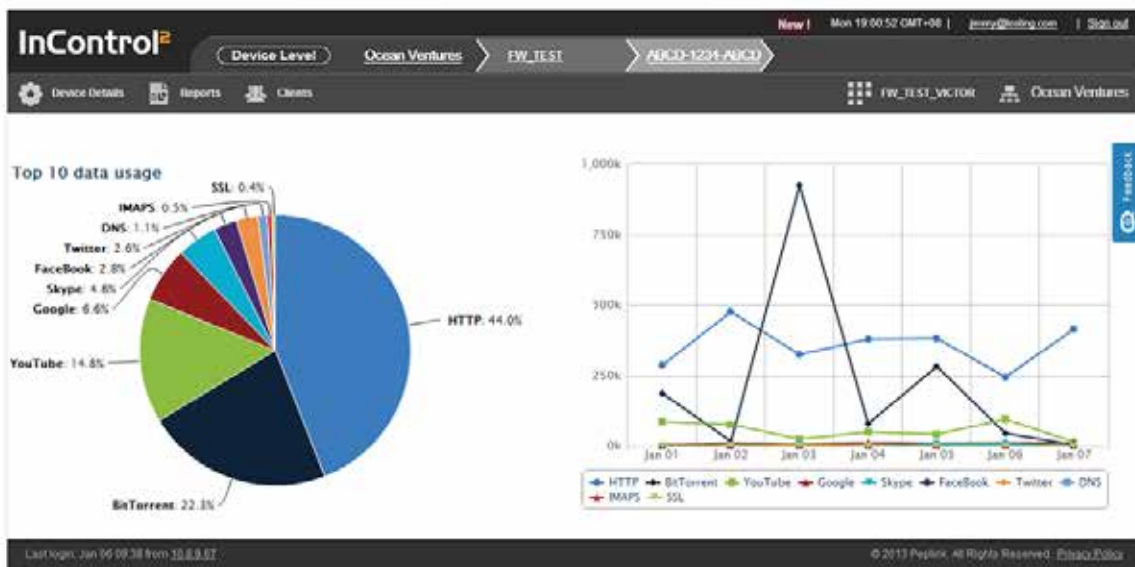 New !
Mon 19:00:52 GMT+08 | | Sign out
InControl²
Device Level Ocean Ventures FW_TEST ABCD-1234-ABCD
Device Details Reports Clients FW_TEST_VICTOR Ocean Ventures
Feedback
Top 10 data usage
SSL: 0.4%
IMAPS: 0.5%
DNS: 1.1%
Twitter: 2.6%
FaceBook: 2.8%
Skype: 4.8%
Google: 6.6%
HTTP: 44.0%
YouTube: 14.8%
BitTorrent: 22.3%
1,000k
750k
500k
250k
0k
Jan 01 Jan 02 Jan 03 Jan 04 Jan 05 Jan 06 Jan 07
HTTP BitTorrent YouTube Google Skype FaceBook Twitter DNS
IMAPS SSL
Last login: Jan 06 09:38 from
© 2013 Peplink. All Rights Reserved. Privacy Policy